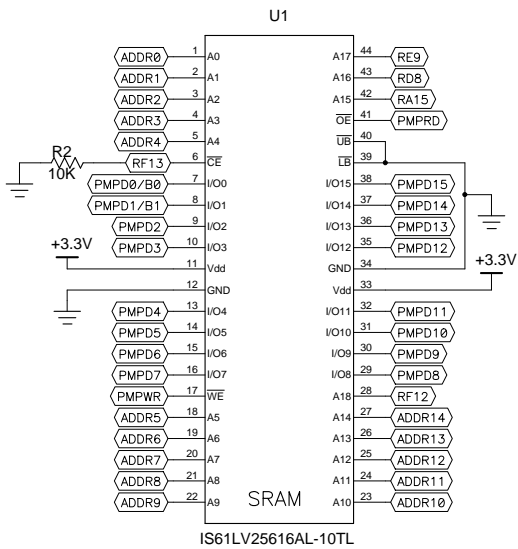 U1
ADDR0 1 A0 A17 44 RE9
ADDR1 2 A1 A16 43 RD8
ADDR2 3 A2 A15 42 RA15
ADDR3 4 A3 OE 41 PMPRD
ADDR4 5 A4 UB 40
R2 10K RF13 6 CE LB 39
PMPD0/B0 7 I/O0 I/O15 38 PMPD15
PMPD1/B1 8 I/O1 I/O14 37 PMPD14
PMPD2 9 I/O2 I/O13 36 PMPD13
PMPD3 10 I/O3 I/O12 35 PMPD12
+3.3V 11 Vdd GND 34
12 GND Vdd 33 +3.3V
PMPD4 13 I/O4 I/O11 32 PMPD11
PMPD5 14 I/O5 I/O10 31 PMPD10
PMPD6 15 I/O6 I/O9 30 PMPD9
PMPD7 16 I/O7 I/O8 29 PMPD8
PMPWR 17 WE A18 28 RF12
ADDR5 18 A5 A14 27 ADDR14
ADDR6 19 A6 A13 26 ADDR13
ADDR7 20 A7 A12 25 ADDR12
ADDR8 21 A8 A11 24 ADDR11
ADDR9 22 A9 SRAM A10 23 ADDR10
IS61LV25616AL-10TL